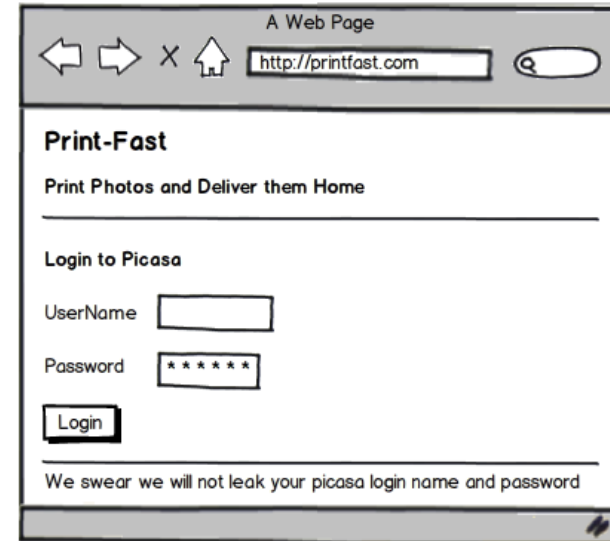 A Web Page
http://printfast.com
Print-Fast
Print Photos and Deliver them Home
Login to Picasa
UserName
Password ******
Login
We swear we will not leak your picasa login name and password